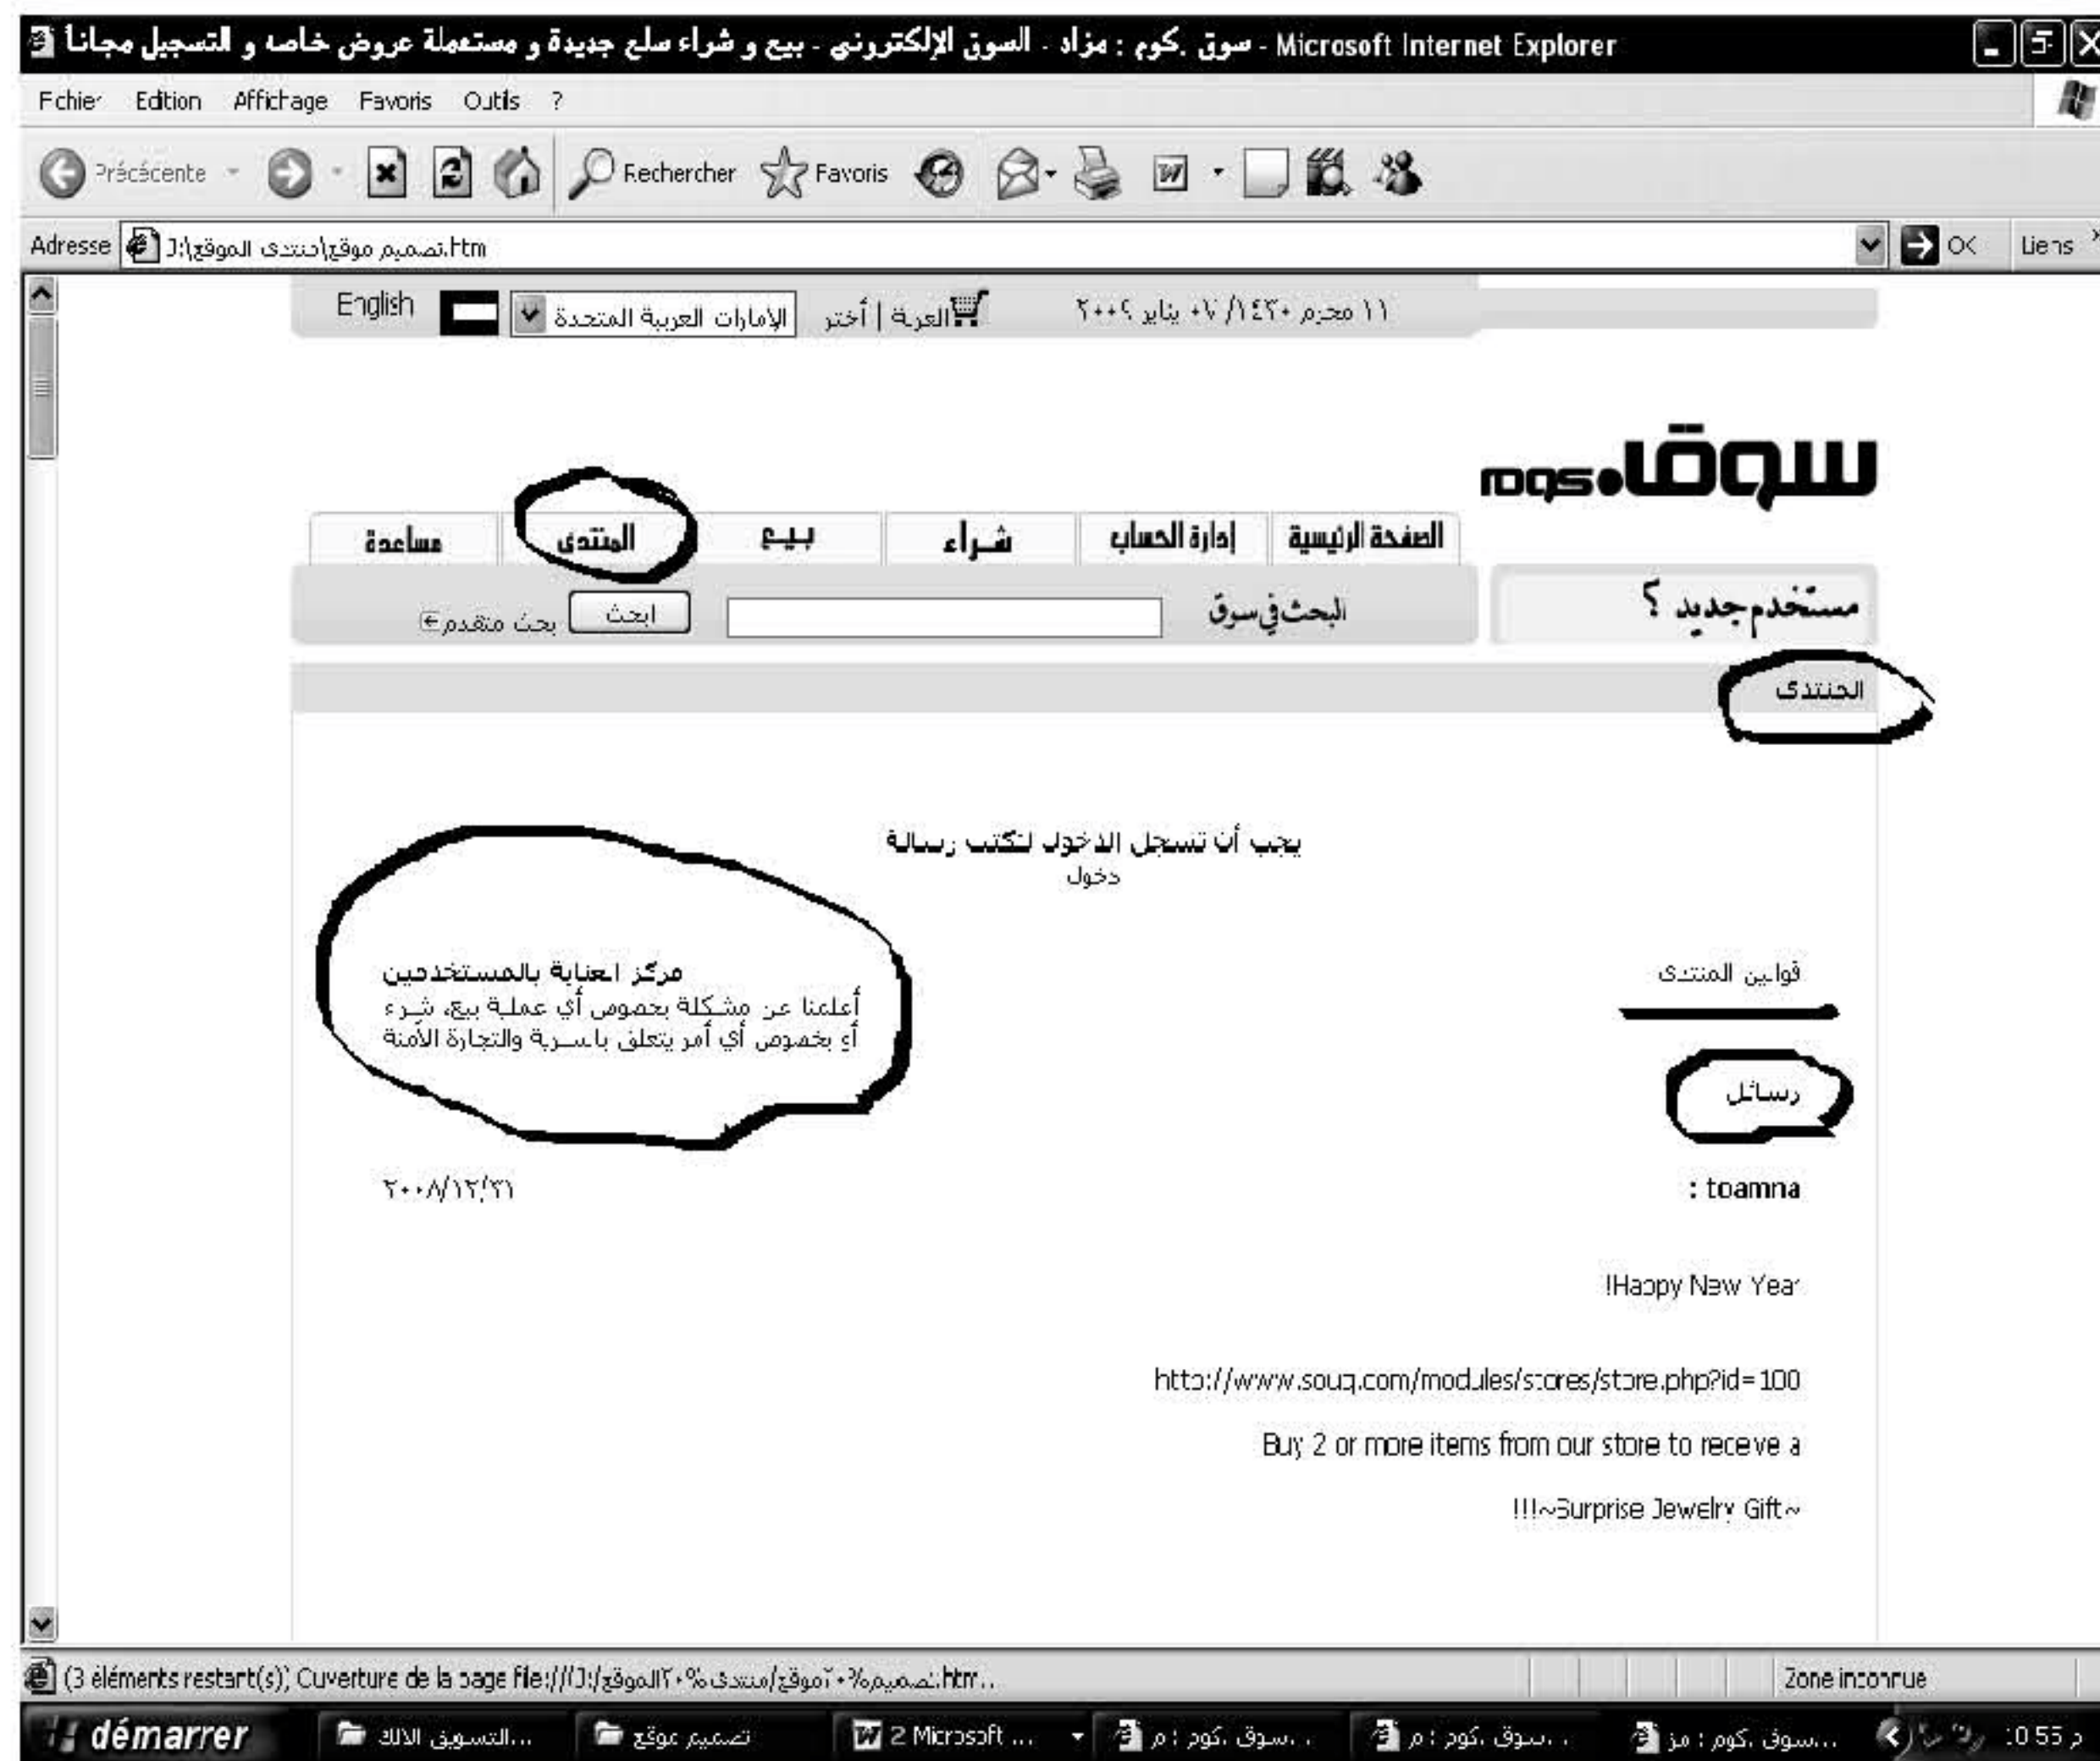 سوق .كوم : مزاد - السوق الإلكتروني - بيع و شراء سلع جديدة و مستعملة عروض خاصه و التسجيل مجاناً - Microsoft Internet Explorer
Fichier Edition Affichage Favoris Outils ?
Précédente Rechercher Favoris
Adresse J:\تصميم موقع\منتدى الموقع.htm OK Liens
English الإمارات العربية المتحدة أختر | العربة ١١ محرم ١٤٣٠/ ٠٧ يناير ٢٠٠٩
سوق.كوم
الصفحة الرئيسية إدارة الحساب شراء بيع المنتدى مساعدة
مستخدم جديد ؟ البحث في سوق ابحث بحث متقدم
المنتدى
يجب أن تسجل الدخول لتكتب رسالة
دخول
قوانين المنتدى
مركز العناية بالمستخدمين
أعلمنا عن مشكلة بخصوص أي عملية بيع، شراء
أو بخصوص أي أمر يتعلق بالسرية والتجارة الآمنة
رسائل
toamna :
٢٠٠٨/١٢/٣١
!Happy New Year
http://www.souq.com/modules/stores/store.php?id=100
Buy 2 or more items from our store to receive a
!!!~Surprise Jewelry Gift~
(3 éléments restant(s)) Ouverture de la page file:///J:/تصميم%٢٠موقع/منتدى%٢٠الموقع.htm... Zone inconnue
démarrer التسويق الالك... تصميم موقع 2 Microsoft ... سوق .كوم : م... سوق .كوم : م... سوق .كوم : مز... 10:55 م